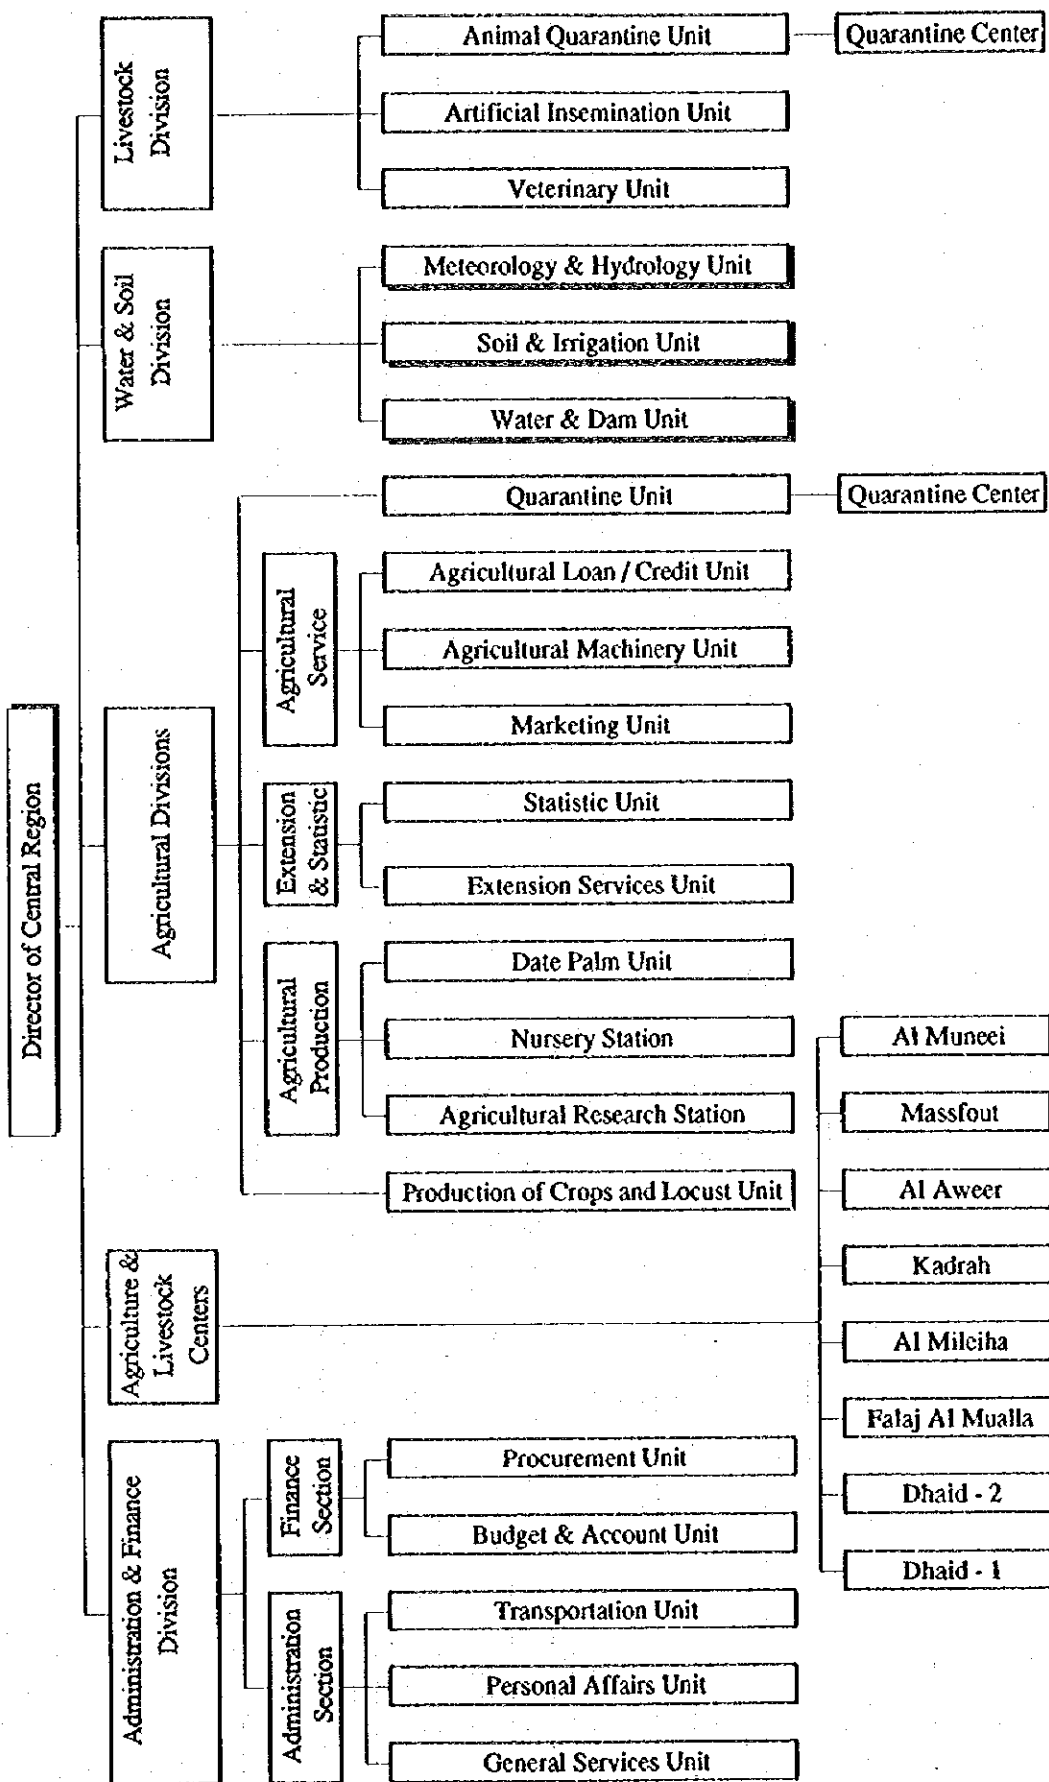 Director of Central Region
Livestock
Division
Animal Quarantine Unit
Quarantine Center
Artificial Insemination Unit
Veterinary Unit
Water & Soil
Division
Meteorology & Hydrology Unit
Soil & Irrigation Unit
Water & Dam Unit
Agricultural Divisions
Quarantine Unit
Quarantine Center
Agricultural
Service
Agricultural Loan / Credit Unit
Agricultural Machinery Unit
Marketing Unit
Extension
& Statistic
Statistic Unit
Extension Services Unit
Agricultural
Production
Date Palm Unit
Nursery Station
Agricultural Research Station
Production of Crops and Locust Unit
Agriculture &
Livestock
Centers
Al Muneei
Massfout
Al Aweer
Kadrah
Al Mileiha
Falaj Al Mualla
Dhaid - 2
Dhaid - 1
Administration & Finance
Division
Finance
Section
Procurement Unit
Budget & Account Unit
Administration
Section
Transportation Unit
Personal Affairs Unit
General Services Unit